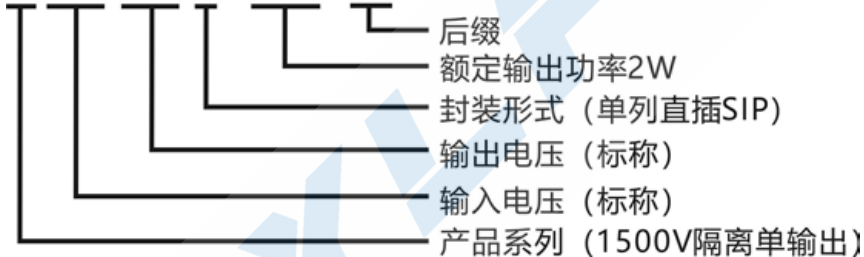 后缀
额定输出功率2W
封装形式（单列直插SIP）
输出电压（标称）
输入电压（标称）
产品系列（1500V隔离单输出）